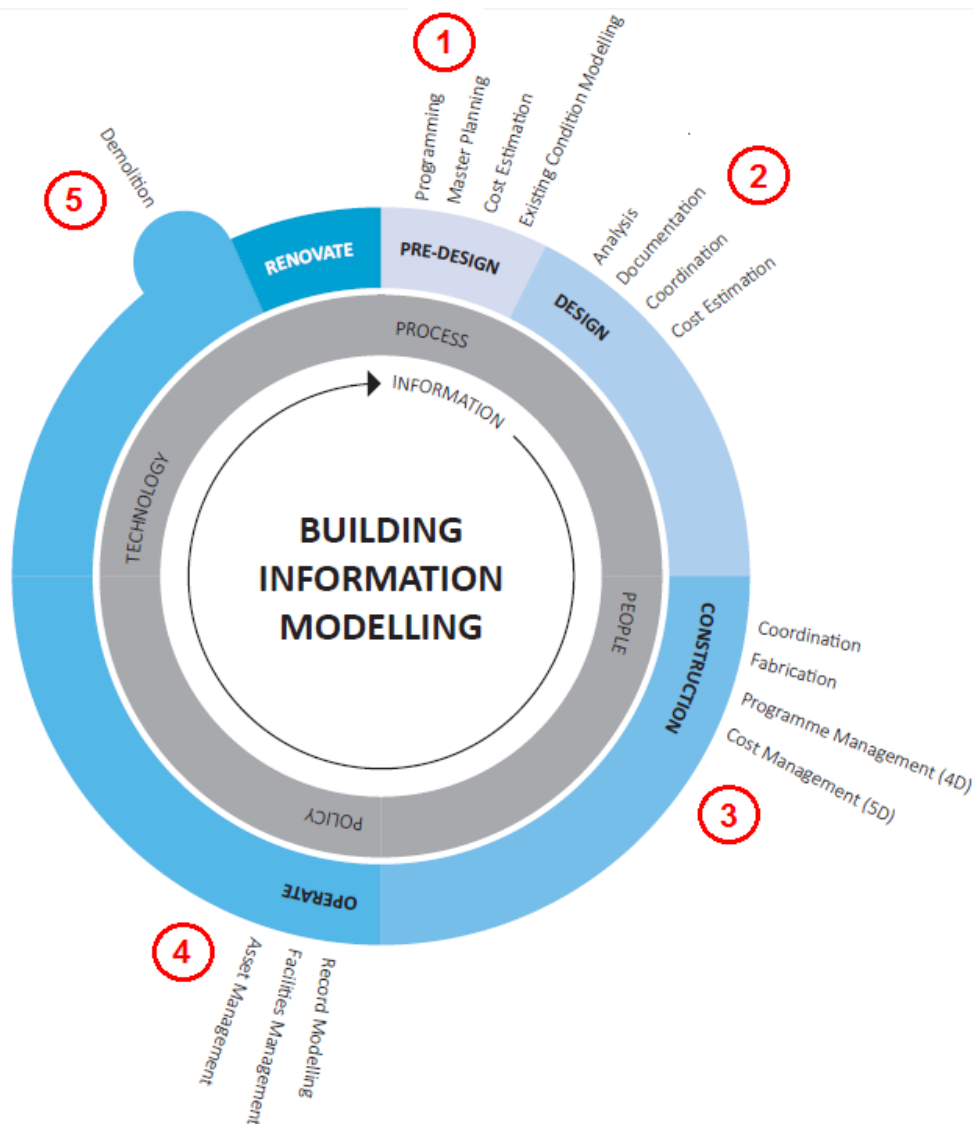 1
Programming
Master Planning
Cost Estimation
Existing Condition Modelling
2
Analysis
Documentation
Coordination
Cost Estimation
5
Demolition
RENOVATE
PRE-DESIGN
DESIGN
PROCESS
INFORMATION
TECHNOLOGY
BUILDING
INFORMATION
MODELLING
PEOPLE
CONSTRUCTION
Coordination
Fabrication
Programme Management (4D)
Cost Management (5D)
3
POLICY
OPERATE
4
Asset Management
Facilities Management
Record Modelling